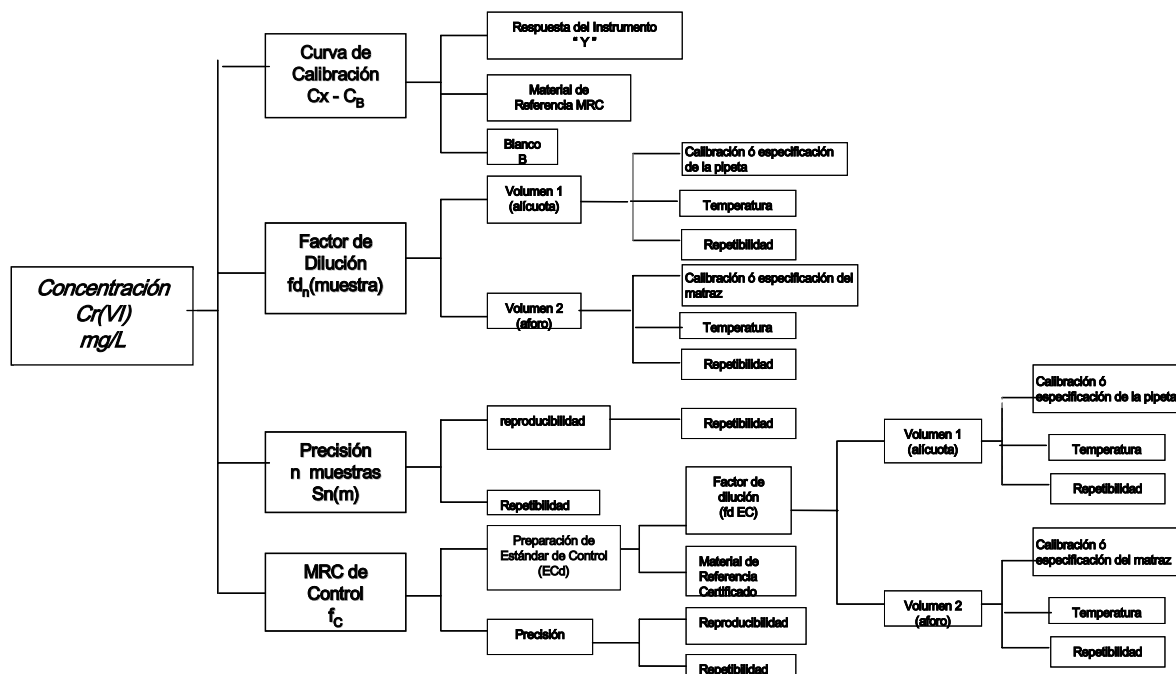 Concentración
Cr(VI)
mg/L
Curva de
Calibración
Cx - CB
Respuesta del Instrumento
" Y "
Material de
Referencia MRC
Blanco
B
Factor de
Dilución
fdn(muestra)
Volumen 1
(alícuota)
Calibración ó especificación
de la pipeta
Temperatura
Repetibilidad
Volumen 2
(aforo)
Calibración ó especificación del
matraz
Temperatura
Repetibilidad
Precisión
n muestras
Sn(m)
reproducibilidad
Repetibilidad
Repetibilidad
MRC de
Control
fC
Preparación de
Estándar de Control
(ECd)
Factor de
dilución
(fd EC)
Volumen 1
(alícuota)
Calibración ó
especificación de la pipeta
Temperatura
Repetibilidad
Volumen 2
(aforo)
Calibración ó
especificación del matraz
Temperatura
Repetibilidad
Material de
Referencia
Certificado
Precisión
Reproducibilidad
Repetibilidad